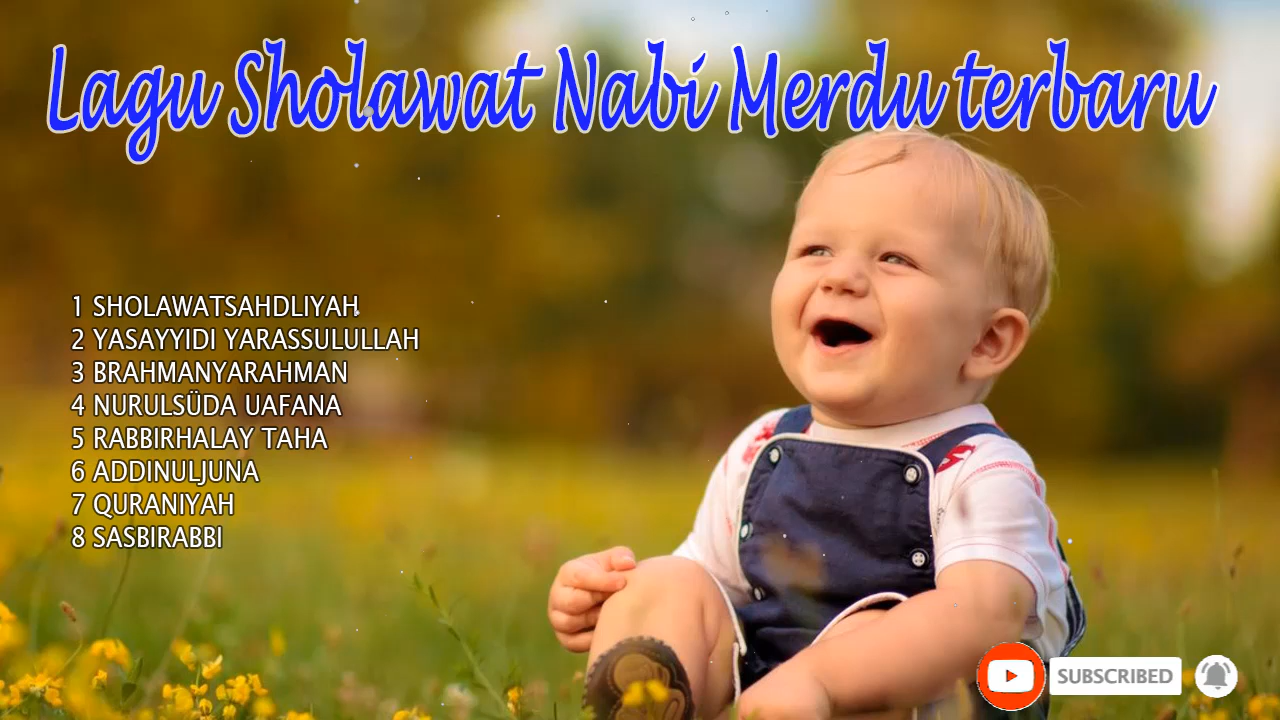 Lagu Sholawat Nabi Merdu terbaru
1 SHOLAWATSAHDLIYAH
2 YASAYYIDI YARASSULULLAH
3 BRAHMANYARAHMAN
4 NURULSÜDA UAFANA
5 RABBIRHALAY TAHA
6 ADDINULJUNA
7 QURANIYAH
8 SASBIRABBI
SUBSCRIBED